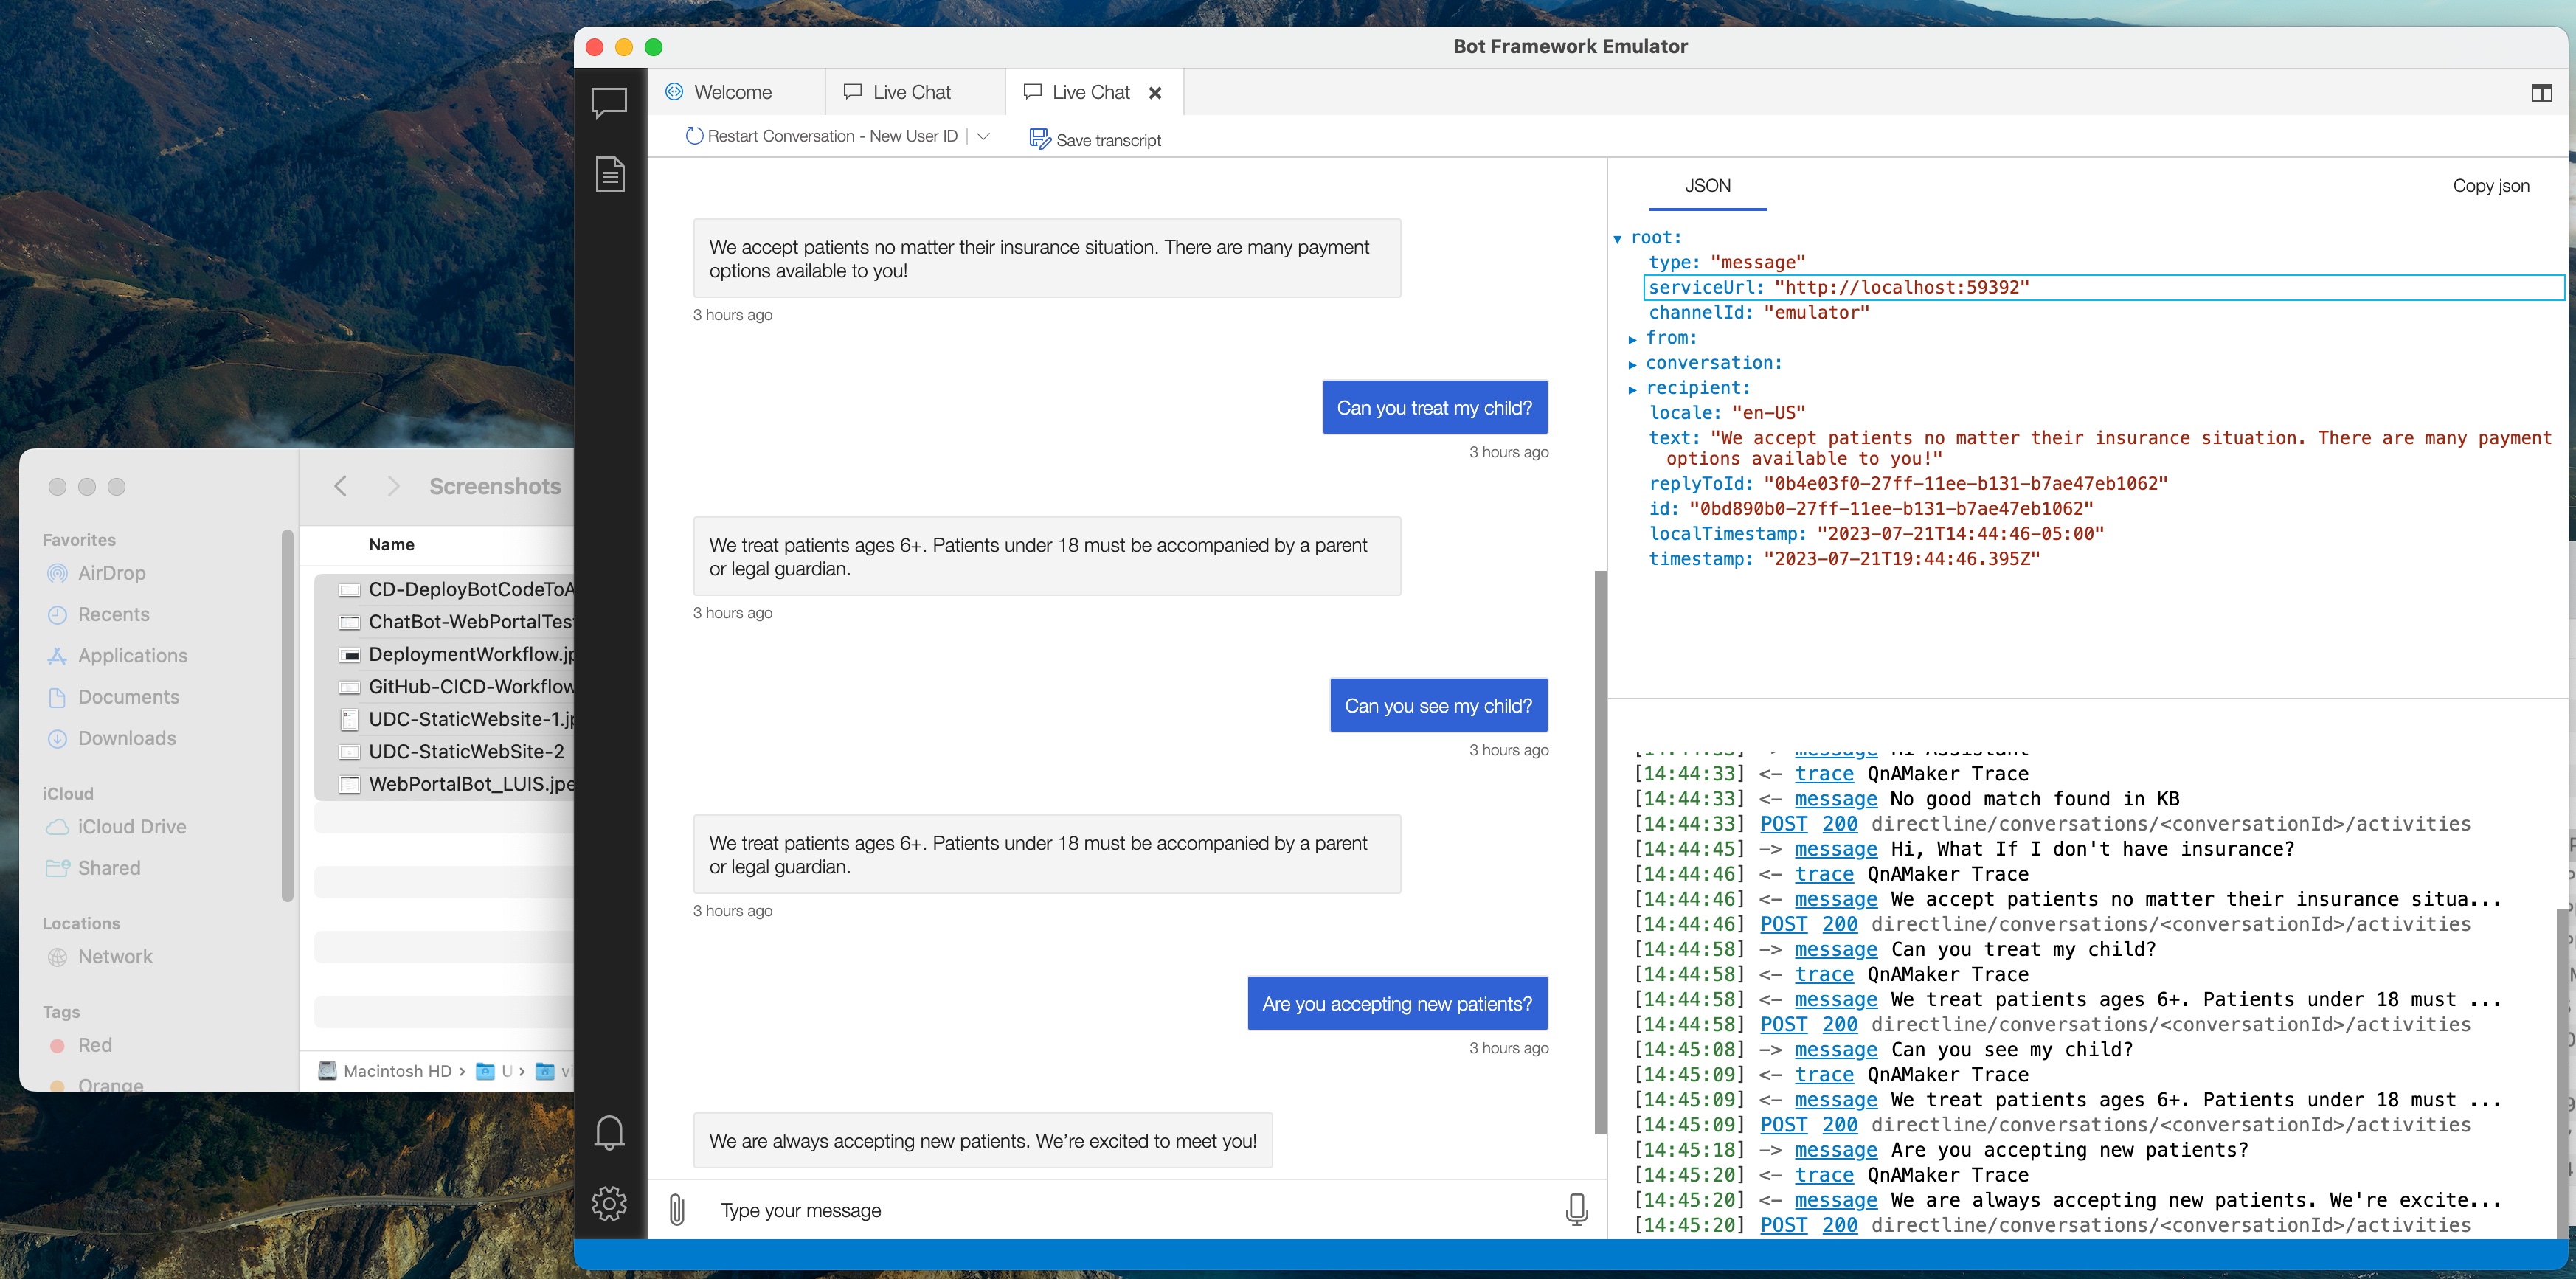 Bot Framework Emulator
Welcome
Live Chat
Live Chat
Restart Conversation - New User ID
Save transcript
We accept patients no matter their insurance situation. There are many payment
options available to you!
3 hours ago
Can you treat my child?
3 hours ago
We treat patients ages 6+. Patients under 18 must be accompanied by a parent
or legal guardian.
3 hours ago
Can you see my child?
3 hours ago
We treat patients ages 6+. Patients under 18 must be accompanied by a parent
or legal guardian.
3 hours ago
Are you accepting new patients?
3 hours ago
We are always accepting new patients. We’re excited to meet you!
Type your message
JSON
Copy json
root:
type: "message"
serviceUrl: "http://localhost:59392"
channelId: "emulator"
from:
conversation:
recipient:
locale: "en-US"
text: "We accept patients no matter their insurance situation. There are many payment
options available to you!"
replyToId: "0b4e03f0-27ff-11ee-b131-b7ae47eb1062"
id: "0bd890b0-27ff-11ee-b131-b7ae47eb1062"
localTimestamp: "2023-07-21T14:44:46-05:00"
timestamp: "2023-07-21T19:44:46.395Z"
[14:44:33] -> message Hi Assistant
[14:44:33] <- trace QnAMaker Trace
[14:44:33] <- message No good match found in KB
[14:44:33] POST 200 directline/conversations/<conversationId>/activities
[14:44:45] -> message Hi, What If I don't have insurance?
[14:44:46] <- trace QnAMaker Trace
[14:44:46] <- message We accept patients no matter their insurance situa...
[14:44:46] POST 200 directline/conversations/<conversationId>/activities
[14:44:58] -> message Can you treat my child?
[14:44:58] <- trace QnAMaker Trace
[14:44:58] <- message We treat patients ages 6+. Patients under 18 must ...
[14:44:58] POST 200 directline/conversations/<conversationId>/activities
[14:45:08] -> message Can you see my child?
[14:45:09] <- trace QnAMaker Trace
[14:45:09] <- message We treat patients ages 6+. Patients under 18 must ...
[14:45:09] POST 200 directline/conversations/<conversationId>/activities
[14:45:18] -> message Are you accepting new patients?
[14:45:20] <- trace QnAMaker Trace
[14:45:20] <- message We are always accepting new patients. We're excite...
[14:45:20] POST 200 directline/conversations/<conversationId>/activities
Screenshots
Favorites
AirDrop
Recents
Applications
Documents
Downloads
iCloud
iCloud Drive
Shared
Locations
Network
Tags
Red
Orange
Name
CD-DeployBotCodeToA
ChatBot-WebPortalTes
DeploymentWorkflow.jp
GitHub-CICD-Workflow
UDC-StaticWebsite-1.jp
UDC-StaticWebSite-2
WebPortalBot_LUIS.jpe
Macintosh HD › U › vi